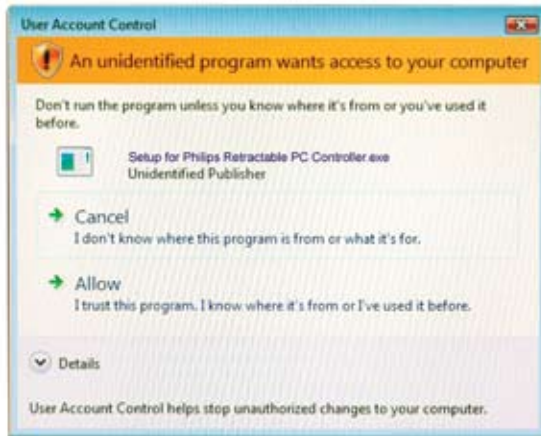 User Account Control
An unidentified program wants access to your computer
Don't run the program unless you know where it's from or you've used it
before.
Setup for Philips Retractable PC Controller.exe
Unidentified Publisher
Cancel
I don't know where this program is from or what it's for.
Allow
I trust this program. I know where it's from or I've used it before.
Details
User Account Control helps stop unauthorized changes to your computer.